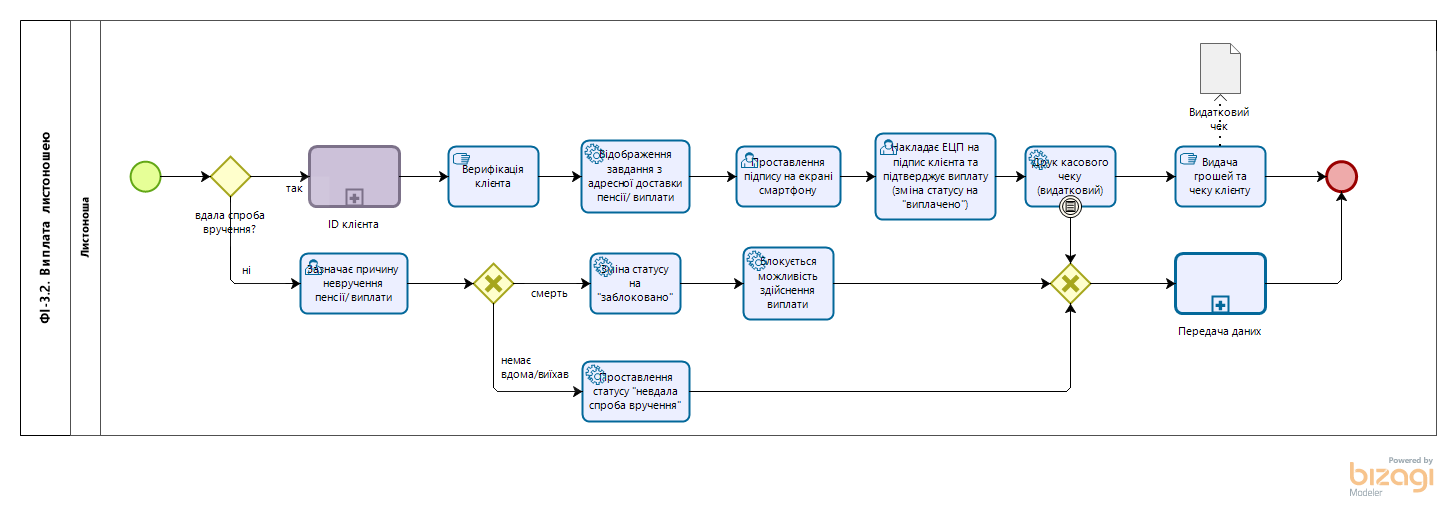 ФІ-3.2. Виплата листоношею
Листоноша
вдала спроба
вручення?
так
ні
ID клієнта
Верифікація
клієнта
Відображення
завдання з
адресної доставки
пенсії/ виплати
Проставлення
підпису на екрані
смартфону
Накладає ЕЦП на
підпис клієнта та
підтверджує виплату
(зміна статусу на
"виплачено")
Друк касового
чеку
(видатковий)
Видатковий
чек
Видача
грошей та
чеку клієнту
Зазначає причину
невручення
пенсії/ виплати
смерть
немає
вдома/виїхав
Зміна статусу
на
"заблоковано"
Блокується
можливість
здійснення
виплати
Передача даних
Проставлення
статусу "невдала
спроба вручення"
Powered by
bizagi
Modeler